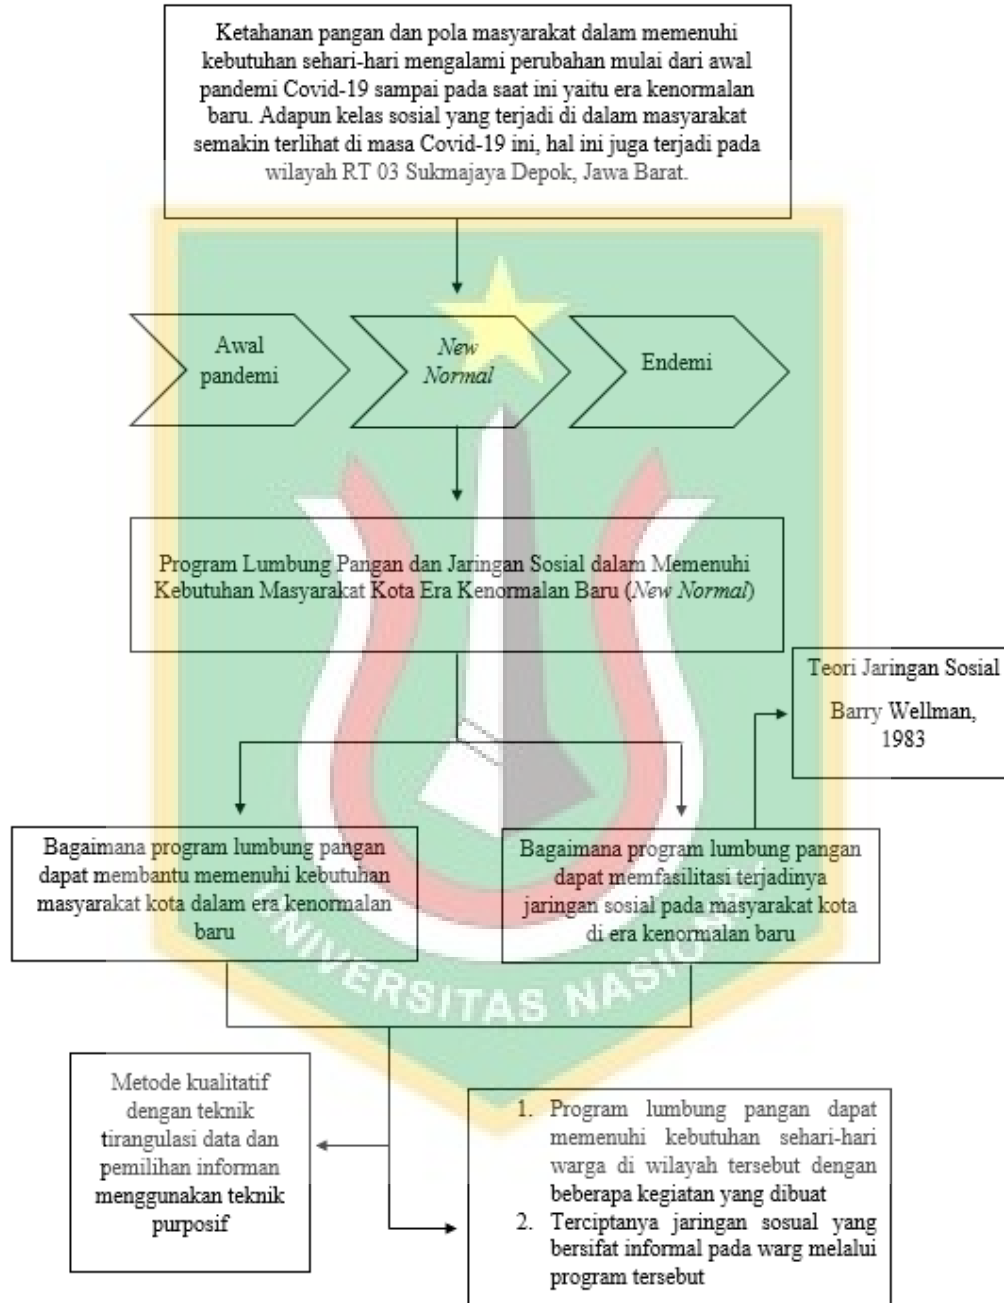 Ketahanan pangan dan pola masyarakat dalam memenuhi
kebutuhan sehari-hari mengalami perubahan mulai dari awal
pandemi Covid-19 sampai pada saat ini yaitu era kenormalan
baru. Adapun kelas sosial yang terjadi di dalam masyarakat
semakin terlihat di masa Covid-19 ini, hal ini juga terjadi pada
wilayah RT 03 Sukmajaya Depok, Jawa Barat.
Awal
pandemi
New
Normal
Endemi
Program Lumbung Pangan dan Jaringan Sosial dalam Memenuhi
Kebutuhan Masyarakat Kota Era Kenormalan Baru (New Normal)
Teori Jaringan Sosial
Barry Wellman,
1983
Bagaimana program lumbung pangan
dapat membantu memenuhi kebutuhan
masyarakat kota dalam era kenormalan
baru
Bagaimana program lumbung pangan
dapat memfasilitasi terjadinya
jaringan sosial pada masyarakat kota
di era kenormalan baru
UNIVERSITAS NASIONAL
Metode kualitatif
dengan teknik
tirangulasi data dan
pemilihan informan
menggunakan teknik
purposif
1. Program lumbung pangan dapat
memenuhi kebutuhan sehari-hari
warga di wilayah tersebut dengan
beberapa kegiatan yang dibuat
2. Terciptanya jaringan sosual yang
bersifat informal pada warg melalui
program tersebut